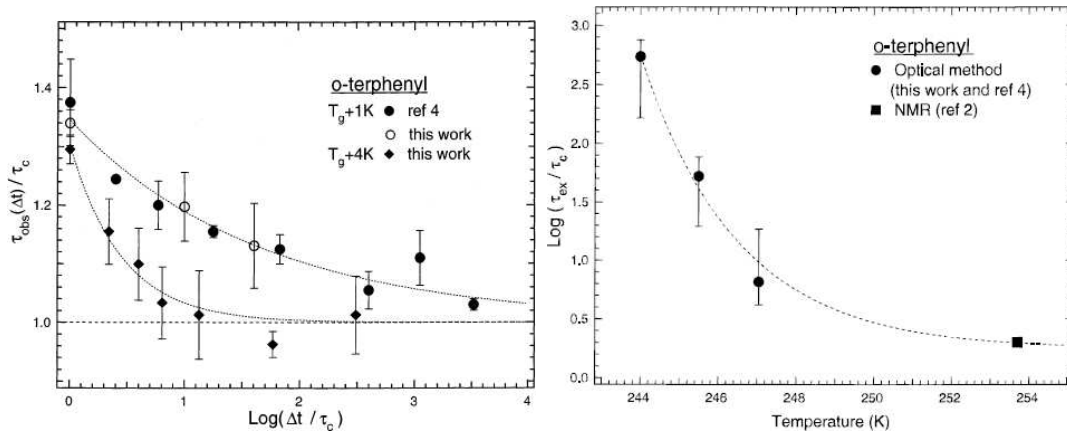 o-terphenyl
T_g+1K ● ref 4
○ this work
T_g+4K ◆ this work
τ_obs(Δt) / τ_c
1.4
1.2
1.0
0 1 2 3 4
Log(Δt / τ_c)
o-terphenyl
● Optical method
(this work and ref 4)
■ NMR (ref 2)
Log (τ_ex / τ_c)
3.0
2.5
2.0
1.5
1.0
0.5
0.0
244 246 248 250 252 254
Temperature (K)